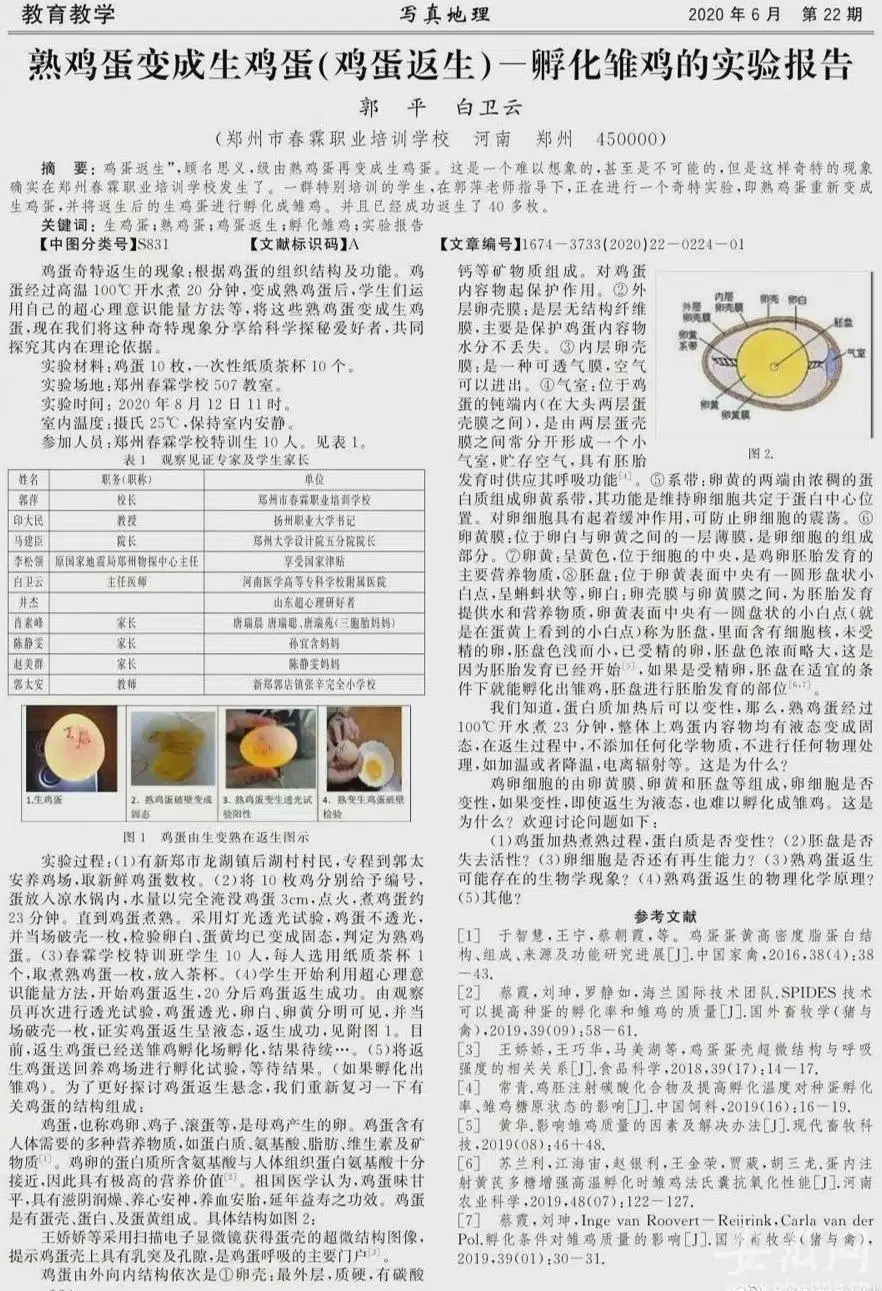 教育教学
写真地理
2020年6月 第22期
熟鸡蛋变成生鸡蛋(鸡蛋返生)—孵化雏鸡的实验报告
郭 平 白卫云
(郑州市春霖职业培训学校 河南 郑州 450000)
摘 要:鸡蛋返生",顾名思义,级由熟鸡蛋再变成生鸡蛋。这是一个难以想象的,甚至是不可能的,但是这样奇特的现象
确实在郑州春霖职业培训学校发生了。一群特别培训的学生,在郭萍老师指导下,正在进行一个奇特实验,即熟鸡蛋重新变成
生鸡蛋,并将返生后的生鸡蛋进行孵化成雏鸡。并且已经成功返生了40多枚。
关键词:生鸡蛋;熟鸡蛋;鸡蛋返生;孵化雏鸡;实验报告
【中图分类号】S831 【文献标识码】A 【文章编号】1674-3733(2020)22-0224-01
鸡蛋奇特返生的现象:根据鸡蛋的组织结构及功能。鸡
蛋经过高温100℃开水煮20分钟,变成熟鸡蛋后,学生们运
用自己的超心理意识能量方法等,将这些熟鸡蛋变成生鸡
蛋,现在我们将这种奇特现象分享给科学探秘爱好者,共同
探究其内在理论依据。
实验材料:鸡蛋10枚,一次性纸质茶杯10个。
实验场地:郑州春霖学校507教室。
实验时间:2020年8月12日11时。
室内温度:摄氏25℃,保持室内安静。
参加人员:郑州春霖学校特训生10人。见表1。
表1 观察见证专家及学生家长
姓名 职务(职称) 单位
郭萍 校长 郑州市春霖职业培训学校
印大民 教授 扬州职业大学书记
马建臣 院长 郑州大学设计院五分院院长
李松领 原国家地震局郑州物探中心主任 享受国家津贴
白卫云 主任医师 河南医学高等专科学校附属医院
井杰 山东超心理研好者
肖素峰 家长 唐瑞晨 唐瑞聪、唐瑞苑(三胞胎妈妈)
陈静雯 家长 孙宜含妈妈
赵美群 家长 陈静雯妈妈
郭太安 教师 新郑郭店镇张辛完全小学校
1.生鸡蛋
2.熟鸡蛋破壁变成
固态
3.熟鸡蛋变生透光试
验阳性
4.熟变生鸡蛋破壁
检验
图1 鸡蛋由生变熟在返生图示
实验过程:(1)有新郑市龙湖镇后湖村村民,专程到郭太
安养鸡场,取新鲜鸡蛋数枚。(2)将10枚鸡分别给予编号,
蛋放入凉水锅内,水量以完全淹没鸡蛋3cm,点火,煮鸡蛋约
23分钟。直到鸡蛋煮熟。采用灯光透光试验,鸡蛋不透光,
并当场破壳一枚,检验卵白、蛋黄均已变成固态,判定为熟鸡
蛋。(3)春霖学校特训班学生10人,每人选用纸质茶杯1
个,取煮熟鸡蛋一枚,放入茶杯。(4)学生开始利用超心理意
识能量方法,开始鸡蛋返生,20分后鸡蛋返生成功。由观察
员再次进行透光试验,鸡蛋透光,卵白、卵黄分明可见,并当
场破壳一枚,证实鸡蛋返生呈液态,返生成功,见附图1。目
前,返生鸡蛋已经送雏鸡孵化场孵化,结果待续…。(5)将返
生鸡蛋送回养鸡场进行孵化试验,等待结果。(如果孵化出
雏鸡)。为了更好探讨鸡蛋返生悬念,我们重新复习一下有
关鸡蛋的结构组成:
鸡蛋,也称鸡卵、鸡子、滚蛋等,是母鸡产生的卵。鸡蛋含有
人体需要的多种营养物质,如蛋白质、氨基酸、脂肪、维生素及矿
物质[1]。鸡卵的蛋白质所含氨基酸与人体组织蛋白氨基酸十分
接近,因此具有极高的营养价值[2]。祖国医学认为,鸡蛋味甘
平,具有滋阴润燥、养心安神,养血安胎,延年益寿之功效。鸡蛋
是有蛋壳、蛋白、及蛋黄组成。具体结构如图2:
王娇娇等采用扫描电子显微镜获得蛋壳的超微结构图像,
提示鸡蛋壳上具有乳突及孔隙,是鸡蛋呼吸的主要门户[3]。
鸡蛋由外向内结构依次是①卵壳:最外层,质硬,有碳酸
钙等矿物质组成。对鸡蛋
内容物起保护作用。②外
层卵壳膜:是层无结构纤维
膜,主要是保护鸡蛋内容物
水分不丢失。③内层卵壳
膜:是一种可透气膜,空气
可以进出。④气室:位于鸡
蛋的钝端内(在大头两层蛋
壳膜之间),是由两层蛋壳
膜之间常分开形成一个小
气室,贮存空气,具有胚胎
外层
卵壳膜
内层
卵壳膜
卵壳
卵白
胚盘
卵黄
系带
气室
卵黄
卵黄膜
图2.
发育时供应其呼吸功能[4]。⑤系带:卵黄的两端由浓稠的蛋
白质组成卵黄系带,其功能是维持卵细胞共定于蛋白中心位
置。对卵细胞具有起着缓冲作用,可防止卵细胞的震荡。⑥
卵黄膜:位于卵白与卵黄之间的一层薄膜,是卵细胞的组成
部分。⑦卵黄:呈黄色,位于细胞的中央,是鸡卵胚胎发育的
主要营养物质,⑧胚盘:位于卵黄表面中央有一圆形盘状小
白点,呈蝌蚪状等,卵白:卵壳膜与卵黄膜之间,为胚胎发育
提供水和营养物质,卵黄表面中央有一圆盘状的小白点(就
是在蛋黄上看到的小白点)称为胚盘,里面含有细胞核,未受
精的卵,胚盘色浅而小,已受精的卵,胚盘色浓而略大,这是
因为胚胎发育已经开始[5],如果是受精卵,胚盘在适宜的条
件下就能孵化出雏鸡,胚盘进行胚胎发育的部位[6,7]。
我们知道,蛋白质加热后可以变性,那么,熟鸡蛋经过
100℃开水煮23分钟,整体上鸡蛋内容物均有液态变成固
态,在返生过程中,不添加任何化学物质,不进行任何物理处
理,如加温或者降温,电离辐射等。这是为什么?
鸡卵细胞的由卵黄膜、卵黄和胚盘等组成,卵细胞是否
变性,如果变性,即使返生为液态,也难以孵化成雏鸡。这是
为什么?欢迎讨论问题如下:
(1)鸡蛋加热煮熟过程,蛋白质是否变性?(2)胚盘是否
失去活性?(3)卵细胞是否还有再生能力?(3)熟鸡蛋返生
可能存在的生物学现象?(4)熟鸡蛋返生的物理化学原理?
(5)其他?
参考文献
[1] 于智慧,王宁,蔡朝霞,等。鸡蛋蛋黄高密度脂蛋白结
构、组成、来源及功能研究进展[J].中国家禽,2016,38(4);38
-43.
[2] 蔡霞,刘珅,罗静如,海兰国际技术团队.SPIDES技术
可以提高种蛋的孵化率和雏鸡的质量[J].国外畜牧学(猪与
禽),2019,39(09):58-61.
[3] 王娇娇,王巧华,马美湖等,鸡蛋蛋壳超微结构与呼吸
强度的相关关系[J].食品科学,2018,39(17):14-17.
[4] 常青.鸡胚注射碳酸化合物及提高孵化温度对种蛋孵化
率、雏鸡糖原状态的影响[J].中国饲料,2019(16):16-19.
[5] 黄华.影响雏鸡质量的因素及解决办法[J].现代畜牧科
技,2019(08):46+48.
[6] 苏兰利,江海宙,赵银利,王金荣,贾葳,胡三龙.蛋内注
射黄芪多糖增强高温孵化时雏鸡法氏囊抗氧化性能[J].河南
农业科学,2019,48(07):122-127.
[7] 蔡霞,刘珅,Inge van Roovert-Reijrink,Carla van der
Pol.孵化条件对雏鸡质量的影响[J].国外畜牧学(猪与禽),
2019,39(01):30-31.